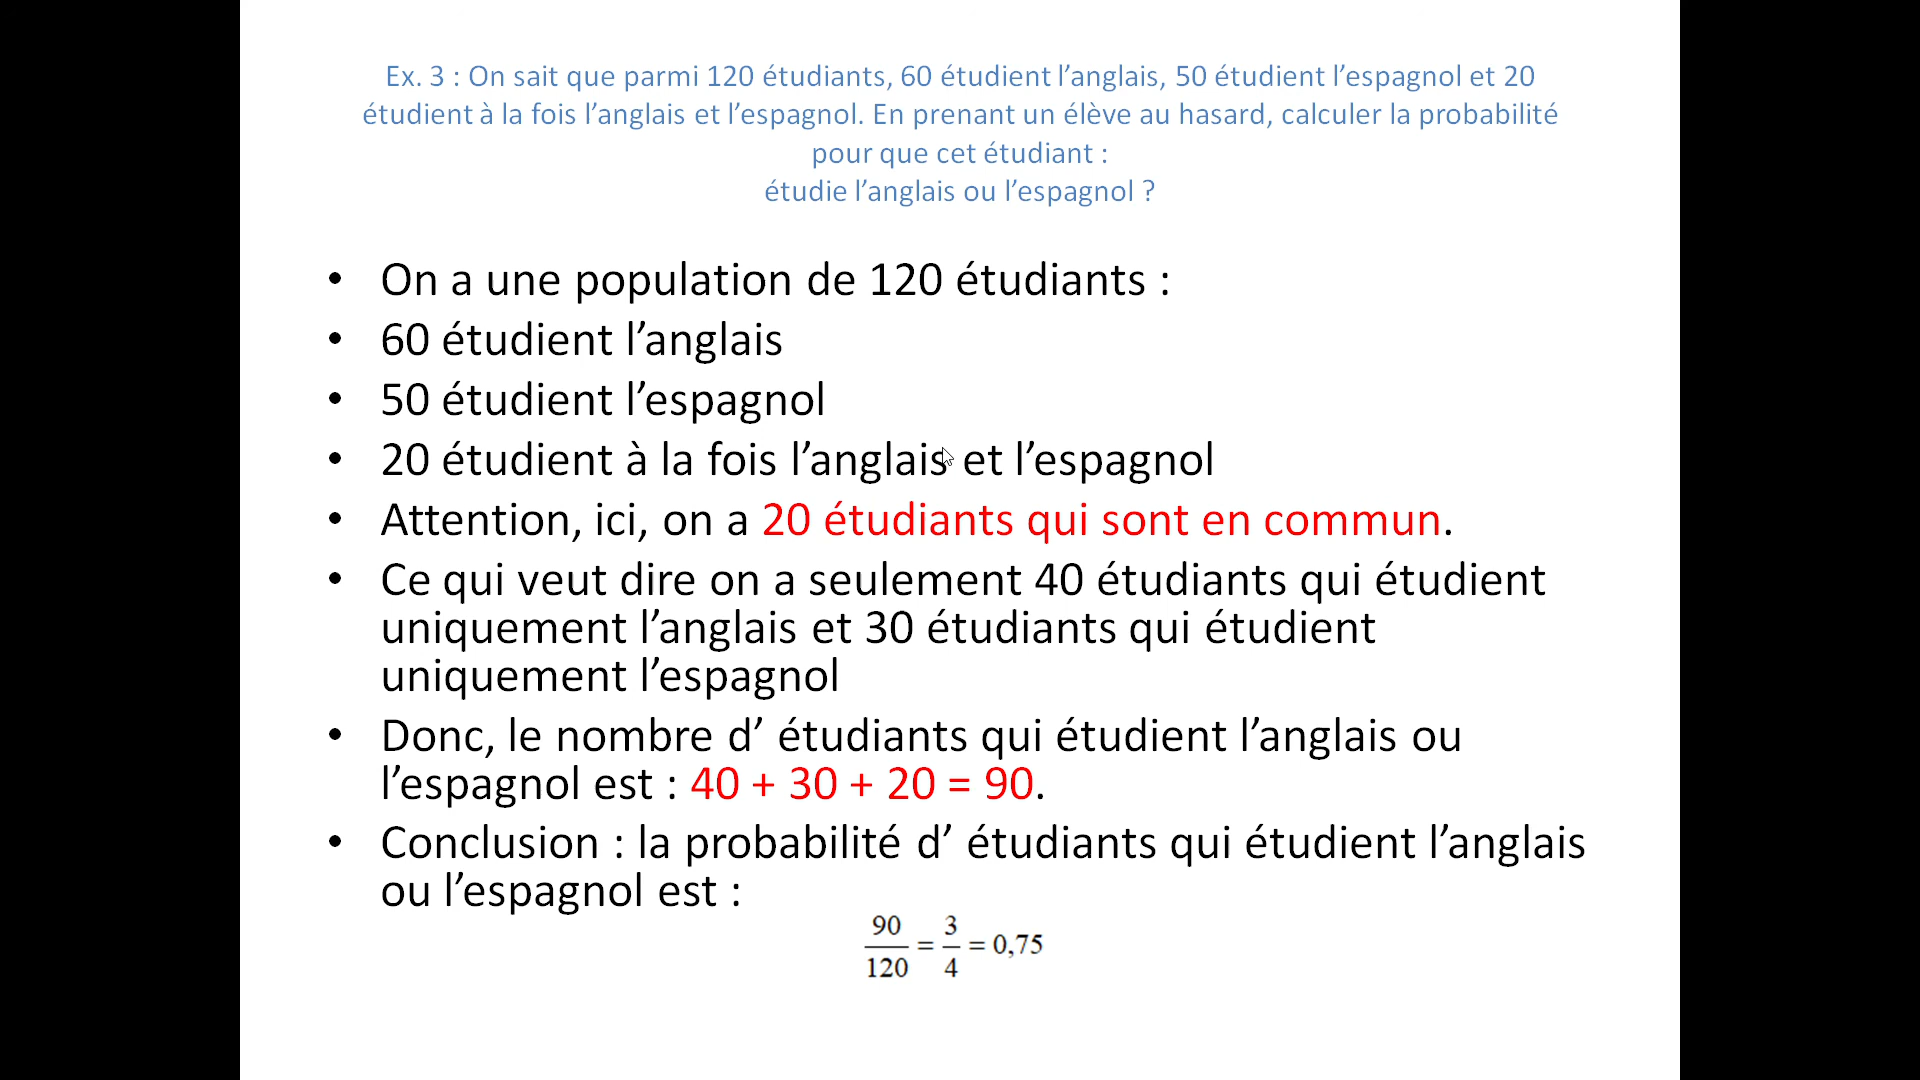 Ex. 3 : On sait que parmi 120 étudiants, 60 étudient l’anglais, 50 étudient l’espagnol et 20
étudient à la fois l’anglais et l’espagnol. En prenant un élève au hasard, calculer la probabilité
pour que cet étudiant :
étudie l’anglais ou l’espagnol ?
• On a une population de 120 étudiants :
• 60 étudient l’anglais
• 50 étudient l’espagnol
• 20 étudient à la fois l’anglais et l’espagnol
• Attention, ici, on a 20 étudiants qui sont en commun.
• Ce qui veut dire on a seulement 40 étudiants qui étudient
uniquement l’anglais et 30 étudiants qui étudient
uniquement l’espagnol
• Donc, le nombre d’ étudiants qui étudient l’anglais ou
l’espagnol est : 40 + 30 + 20 = 90.
• Conclusion : la probabilité d’ étudiants qui étudient l’anglais
ou l’espagnol est :
90/120 = 3/4 = 0,75